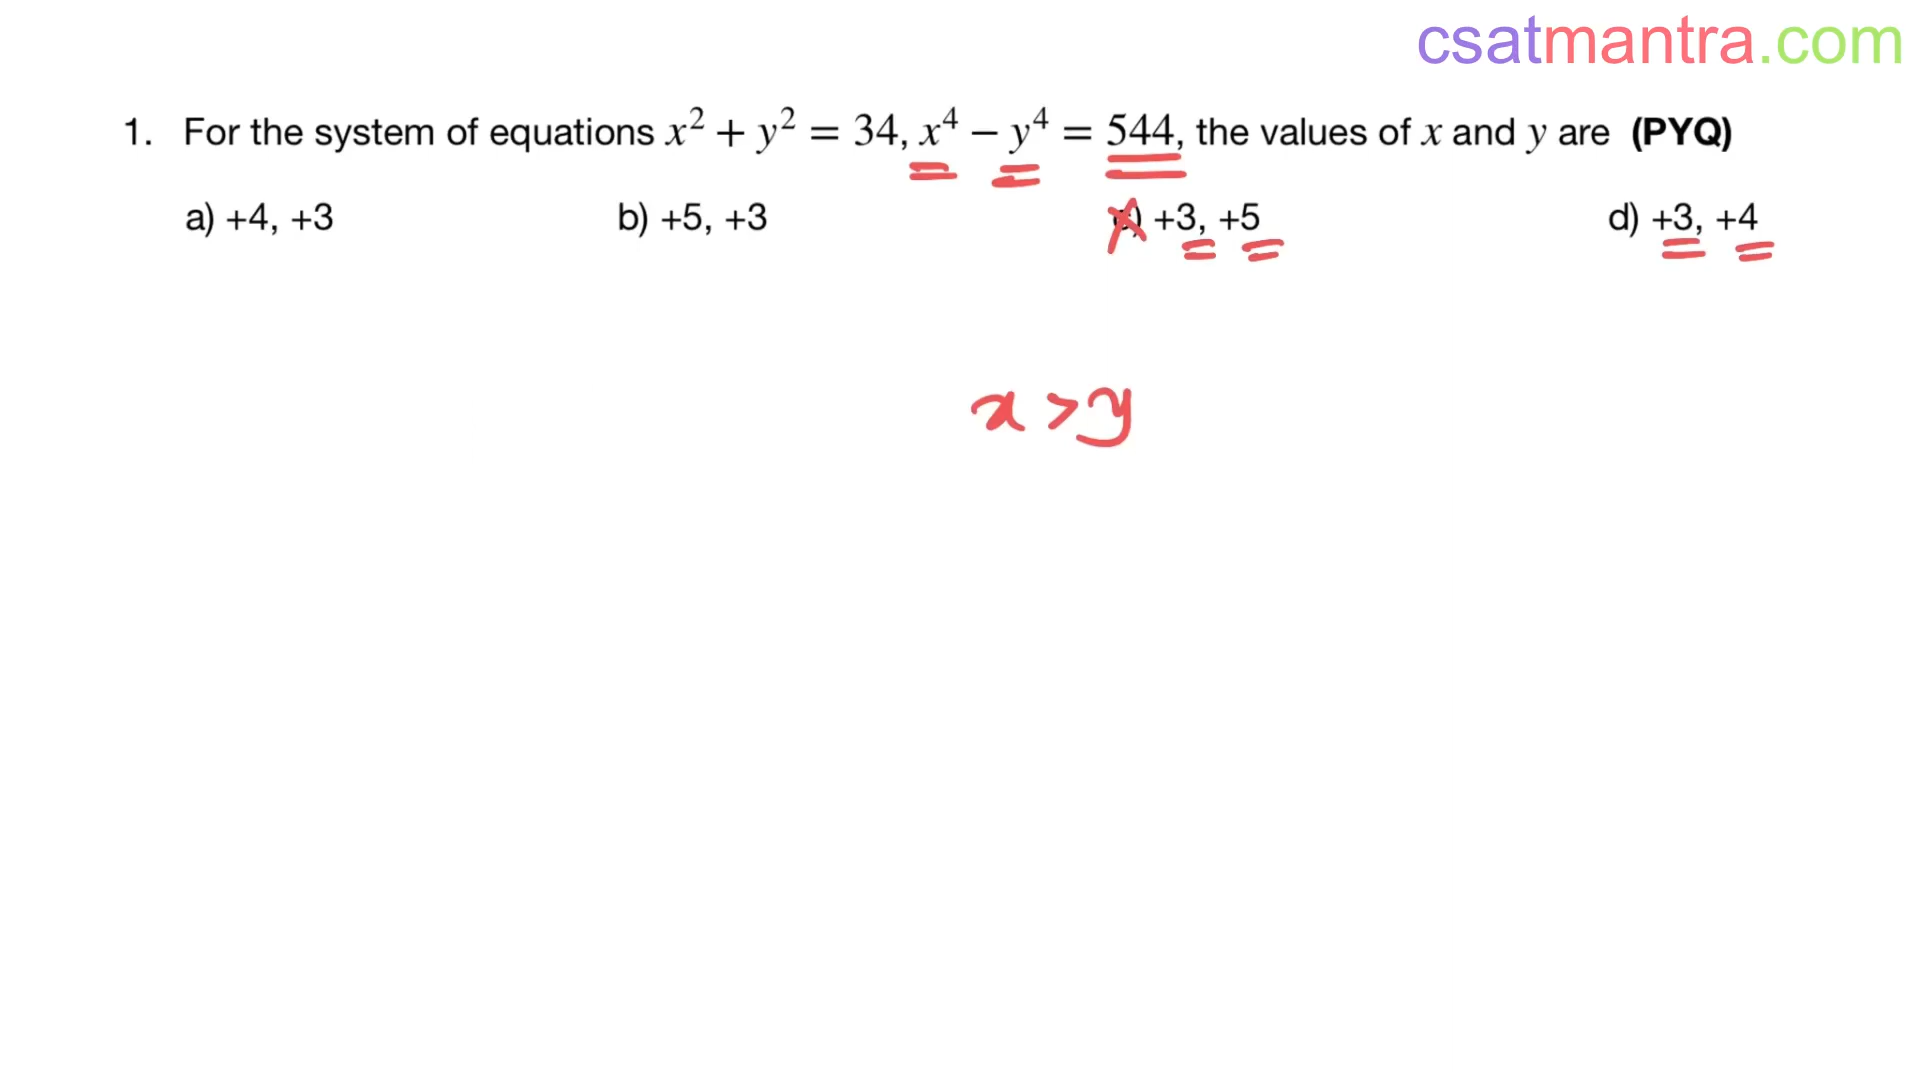 csatmantra.com
1. For the system of equations x² + y² = 34, x⁴ − y⁴ = 544, the values of x and y are (PYQ)
a) +4, +3 b) +5, +3 c) +3, +5 d) +3, +4
x > y